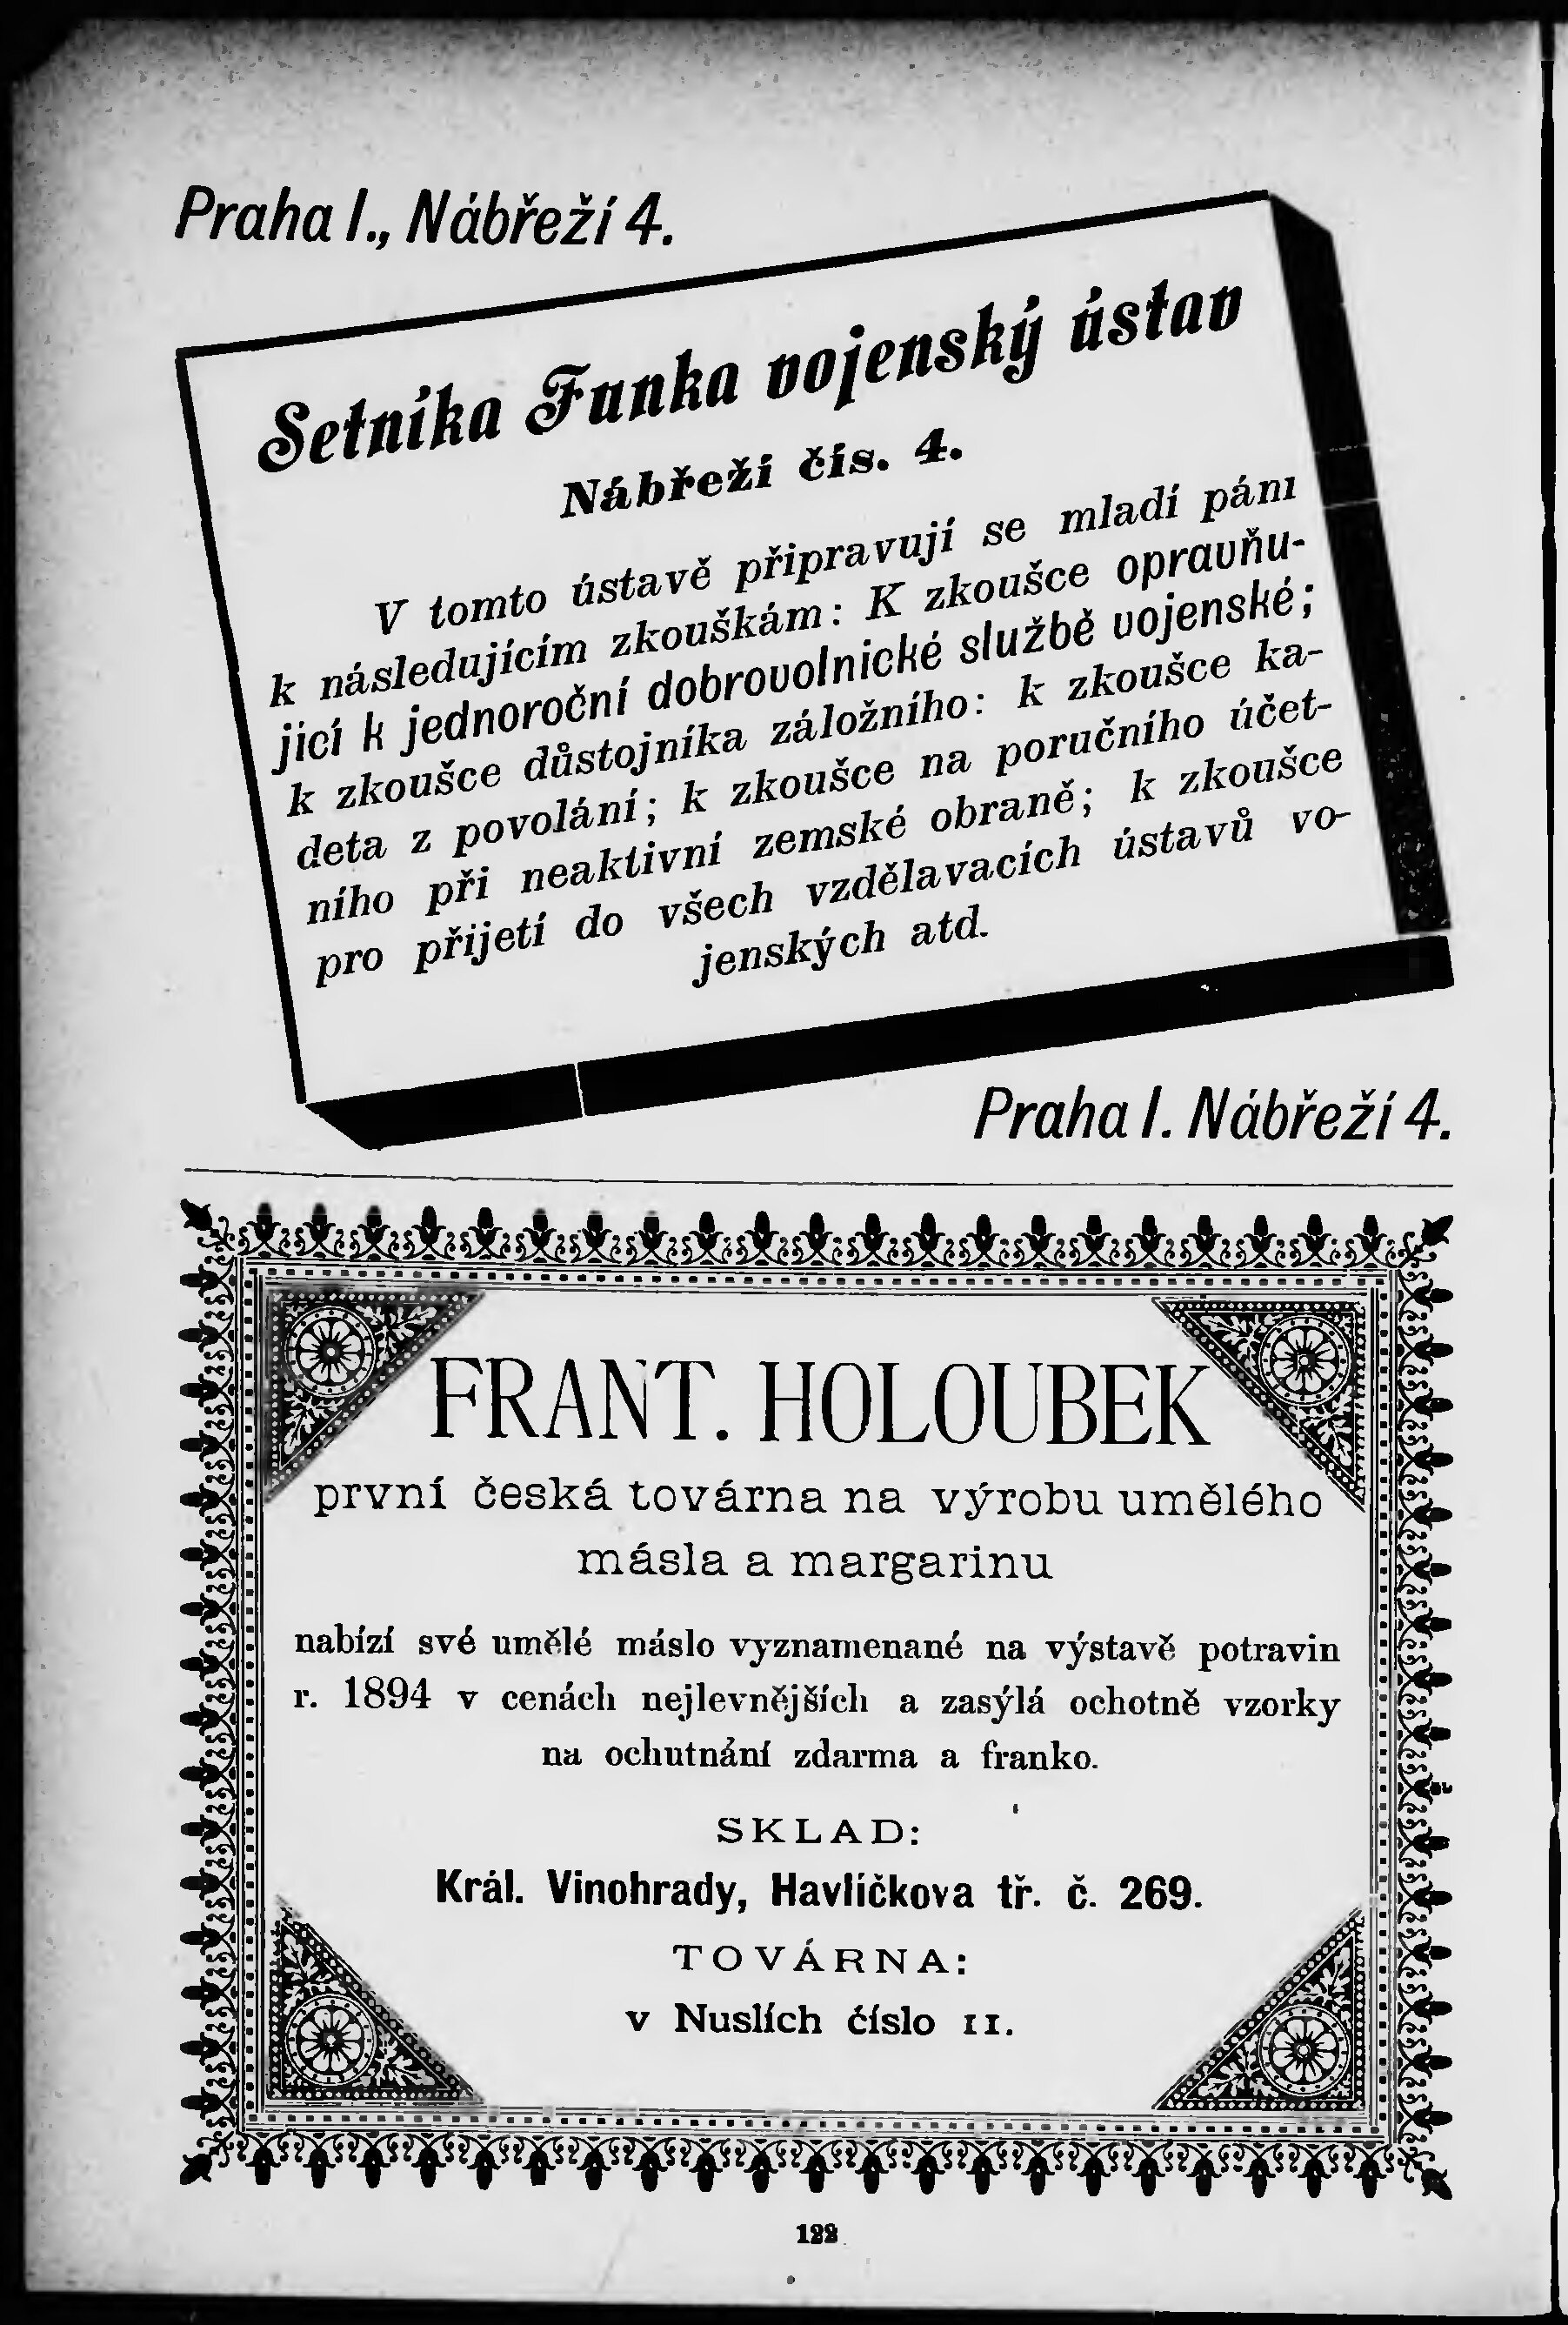 Praha I., Nábřeží 4.
Setníka Funka vojenský ústav
Nábřeží čís. 4.
V tomto ústavě připravují se mladí páni
k následujícím zkouškám: K zkoušce opravňu-
jicí k jednoroční dobrovolnické službě vojenské;
k zkoušce důstojníka záložního: k zkoušce ka-
deta z povolání; k zkoušce na poručního účet-
ního při neaktivní zemské obraně; k zkoušce
pro přijetí do všech vzdělavacích ústavů vo-
jenských atd.
Praha I. Nábřeží 4.
FRANT. HOLOUBEK
první česká továrna na výrobu umělého
másla a margarinu
nabízí své umělé máslo vyznamenané na výstavě potravin
r. 1894 v cenách nejlevnějších a zasýlá ochotně vzorky
na ochutnání zdarma a franko.
SKLAD:
Král. Vinohrady, Havlíčkova tř. č. 269.
TOVÁRNA:
v Nuslích číslo 11.
122